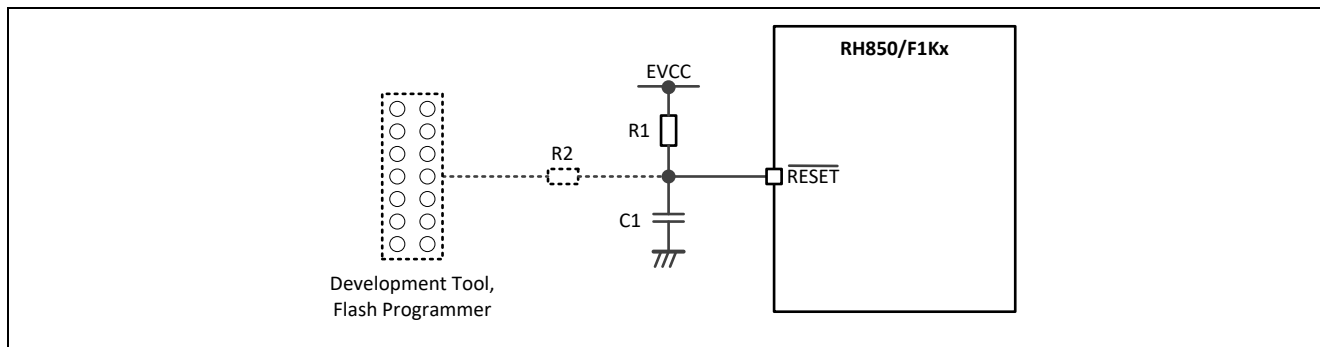 RH850/F1Kx
EVCC
R1
R2
RESET
C1
Development Tool,
Flash Programmer